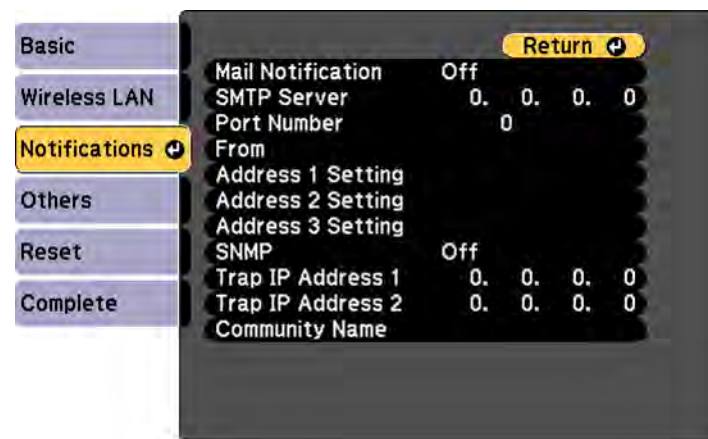 Basic
Wireless LAN
Notifications
Others
Reset
Complete
Return
Mail Notification Off
SMTP Server 0. 0. 0. 0
Port Number 0
From
Address 1 Setting
Address 2 Setting
Address 3 Setting
SNMP Off
Trap IP Address 1 0. 0. 0. 0
Trap IP Address 2 0. 0. 0. 0
Community Name